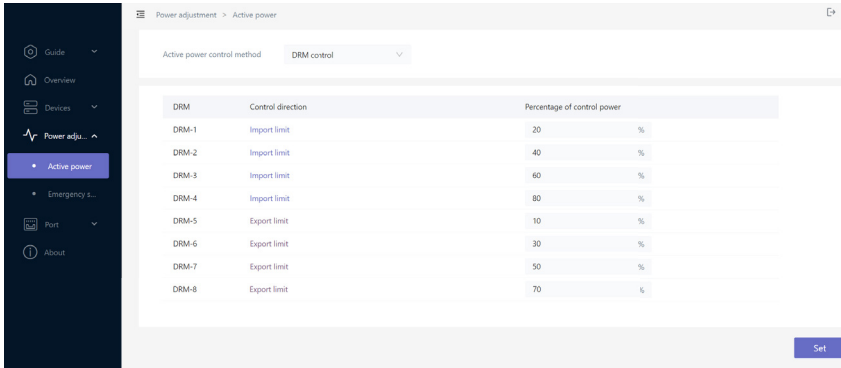 Power adjustment > Active power
Guide
Overview
Devices
Power adju...
Active power
Emergency s...
Port
About
Active power control method DRM control
DRM Control direction Percentage of control power
DRM-1 Import limit 20 %
DRM-2 Import limit 40 %
DRM-3 Import limit 60 %
DRM-4 Import limit 80 %
DRM-5 Export limit 10 %
DRM-6 Export limit 30 %
DRM-7 Export limit 50 %
DRM-8 Export limit 70 %
Set